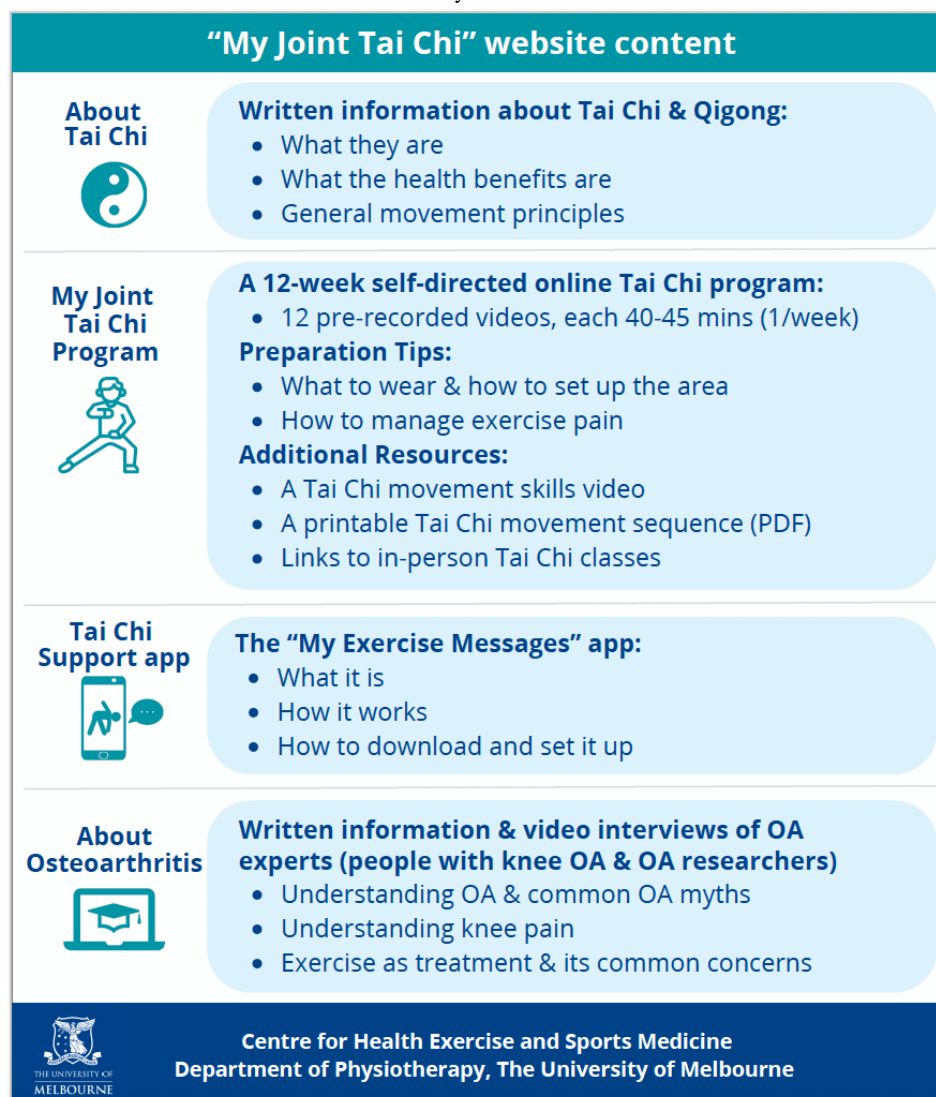 “My Joint Tai Chi” website content
About
Tai Chi
Written information about Tai Chi & Qigong:
• What they are
• What the health benefits are
• General movement principles
My Joint
Tai Chi
Program
A 12-week self-directed online Tai Chi program:
• 12 pre-recorded videos, each 40-45 mins (1/week)
Preparation Tips:
• What to wear & how to set up the area
• How to manage exercise pain
Additional Resources:
• A Tai Chi movement skills video
• A printable Tai Chi movement sequence (PDF)
• Links to in-person Tai Chi classes
Tai Chi
Support app
The “My Exercise Messages” app:
• What it is
• How it works
• How to download and set it up
About
Osteoarthritis
Written information & video interviews of OA
experts (people with knee OA & OA researchers)
• Understanding OA & common OA myths
• Understanding knee pain
• Exercise as treatment & its common concerns
THE UNIVERSITY OF
MELBOURNE
Centre for Health Exercise and Sports Medicine
Department of Physiotherapy, The University of Melbourne